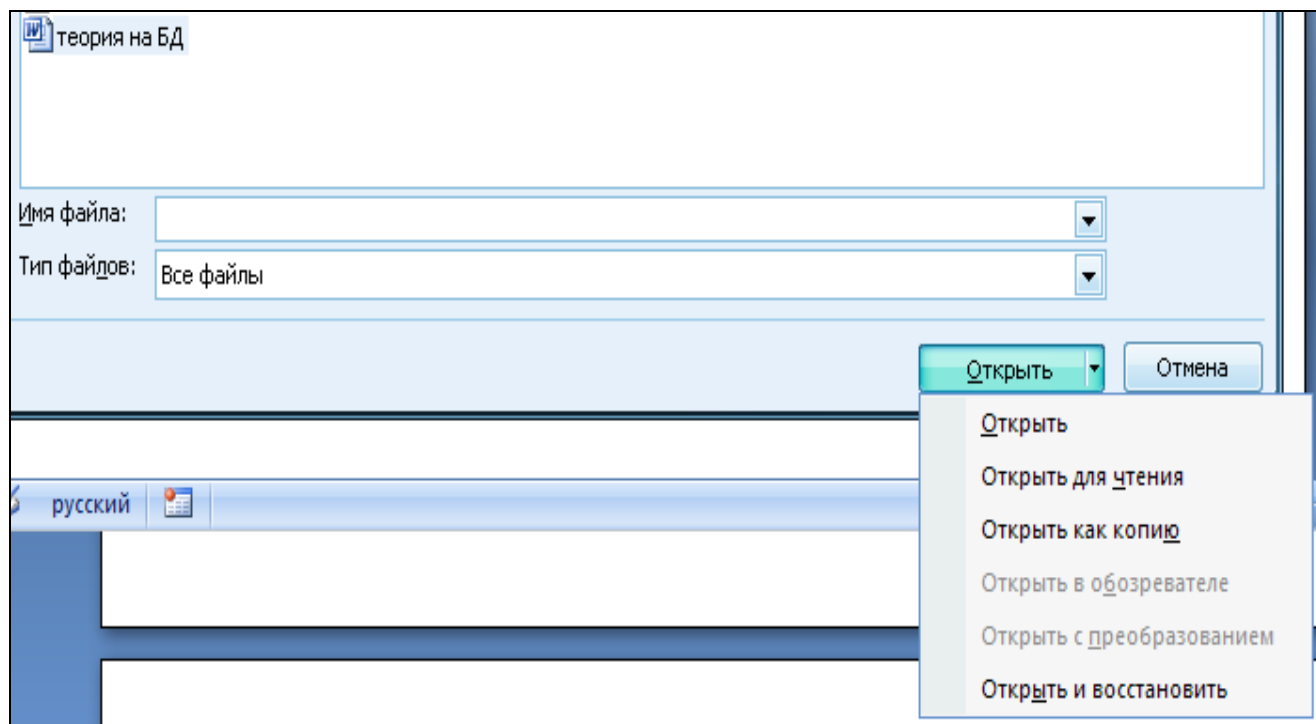 теория на БД
Имя файла:
Тип файлов: Все файлы
Открыть Отмена
Открыть
Открыть для чтения
Открыть как копию
Открыть в обозревателе
Открыть с преобразованием
Открыть и восстановить
русский